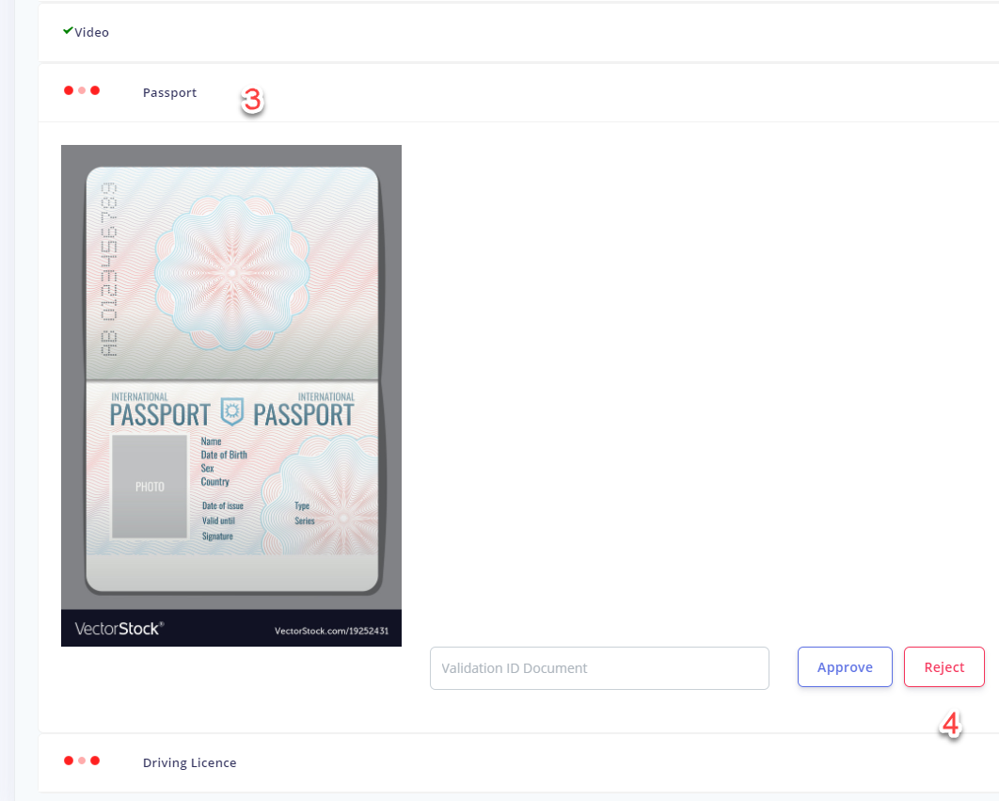 Video
Passport
3
AB 0123456789
INTERNATIONAL INTERNATIONAL
PASSPORT PASSPORT
PHOTO
Name
Date of Birth
Sex
Country
Date of issue Type
Valid until Series
Signature
VectorStock® VectorStock.com/19252431
Validation ID Document Approve Reject
4
Driving Licence